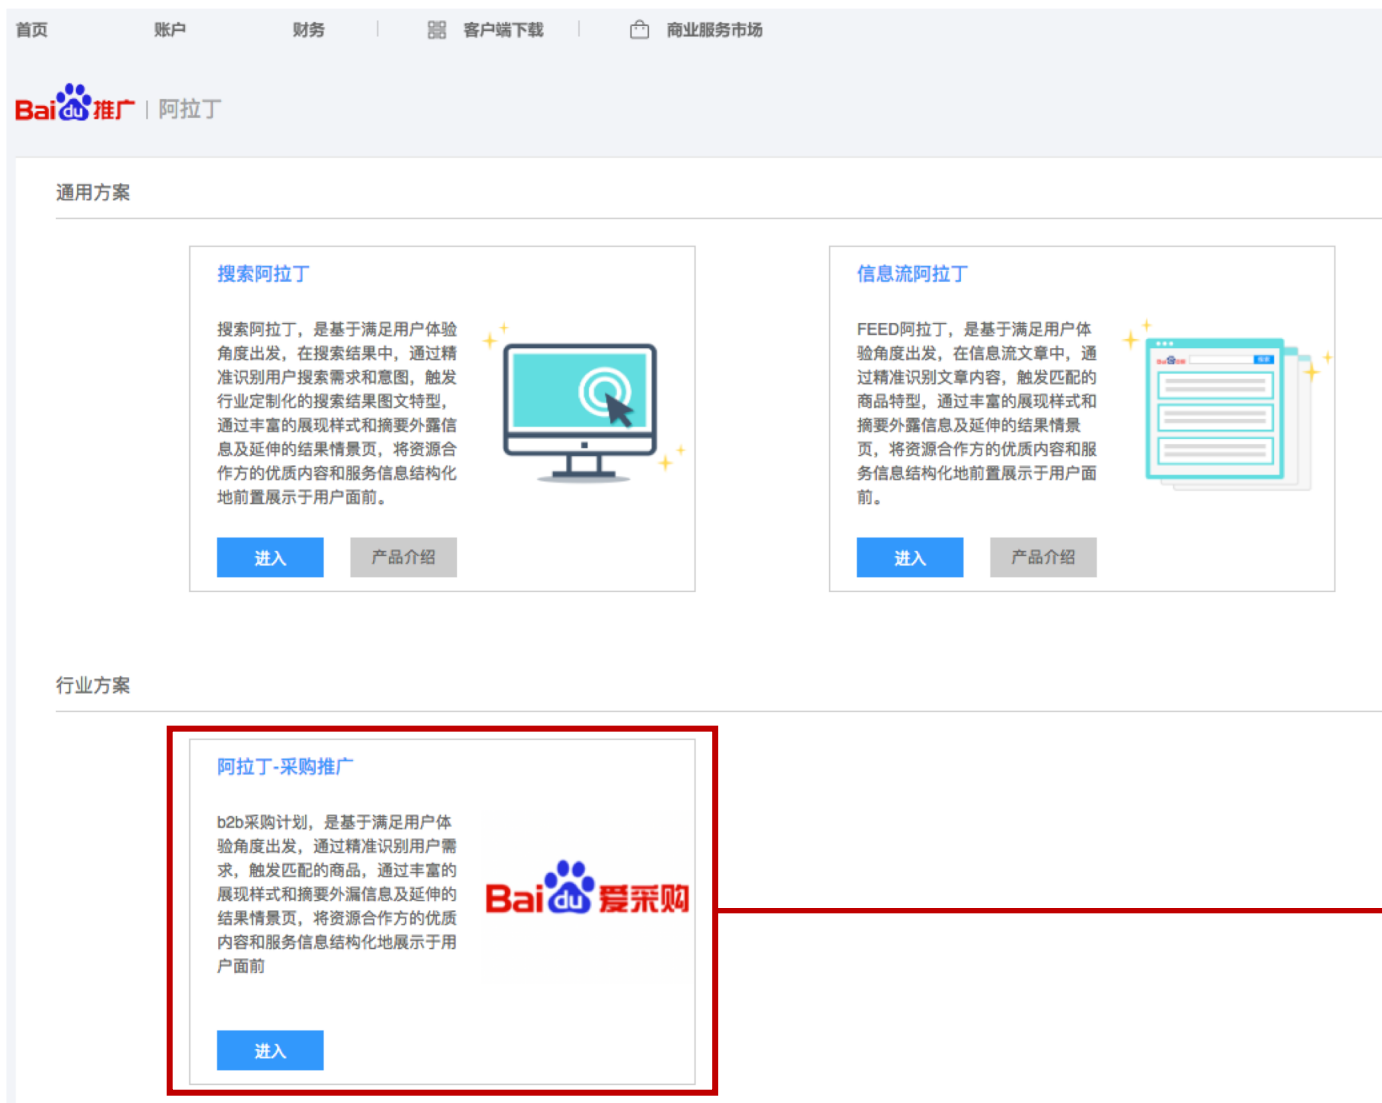 首页 账户 财务 客户端下载 商业服务市场
Baidu推广 阿拉丁
通用方案
搜索阿拉丁
搜索阿拉丁，是基于满足用户体验
角度出发，在搜索结果中，通过精
准识别用户搜索需求和意图，触发
行业定制化的搜索结果图文特型，
通过丰富的展现样式和摘要外露信
息及延伸的结果情景页，将资源合
作方的优质内容和服务信息结构化
地前置展示于用户面前。
进入 产品介绍
信息流阿拉丁
FEED阿拉丁，是基于满足用户体
验角度出发，在信息流文章中，通
过精准识别文章内容，触发匹配的
商品特型，通过丰富的展现样式和
摘要外露信息及延伸的结果情景
页，将资源合作方的优质内容和服
务信息结构化地前置展示于用户面
前。
进入 产品介绍
行业方案
阿拉丁-采购推广
b2b采购计划，是基于满足用户体
验角度出发，通过精准识别用户需
求，触发匹配的商品，通过丰富的
展现样式和摘要外漏信息及延伸的
结果情景页，将资源合作方的优质
内容和服务信息结构化地展示于用
户面前
Baidu爱采购
进入